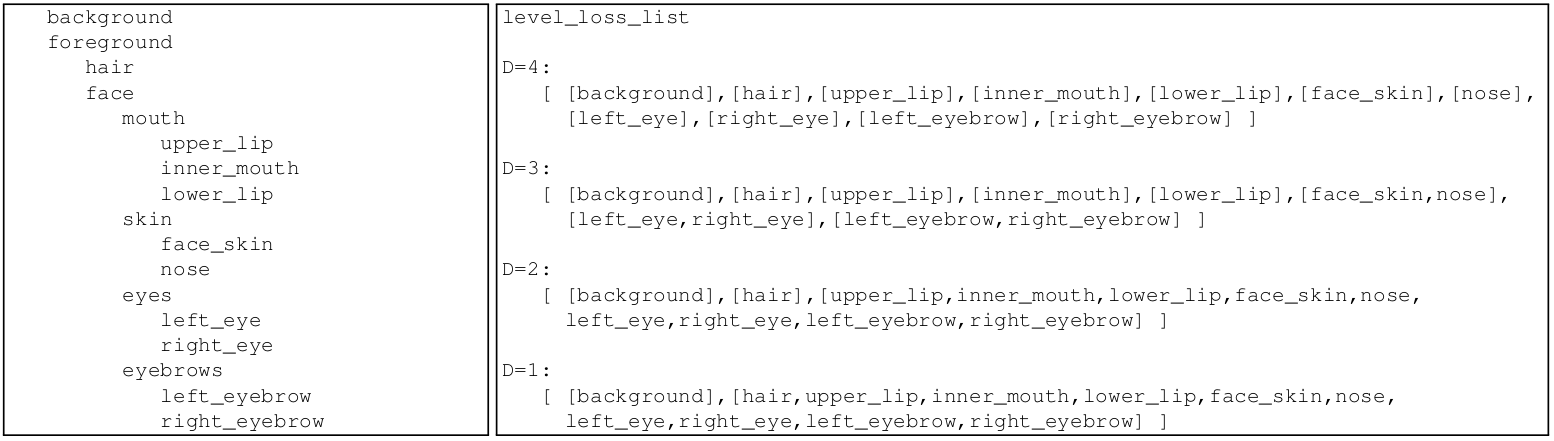 background
foreground
hair
face
mouth
upper_lip
inner_mouth
lower_lip
skin
face_skin
nose
eyes
left_eye
right_eye
eyebrows
left_eyebrow
right_eyebrow
level_loss_list
D=4:
[ [background],[hair],[upper_lip],[inner_mouth],[lower_lip],[face_skin],[nose],
[left_eye],[right_eye],[left_eyebrow],[right_eyebrow] ]
D=3:
[ [background],[hair],[upper_lip],[inner_mouth],[lower_lip],[face_skin,nose],
[left_eye,right_eye],[left_eyebrow,right_eyebrow] ]
D=2:
[ [background],[hair],[upper_lip,inner_mouth,lower_lip,face_skin,nose,
left_eye,right_eye,left_eyebrow,right_eyebrow] ]
D=1:
[ [background],[hair,upper_lip,inner_mouth,lower_lip,face_skin,nose,
left_eye,right_eye,left_eyebrow,right_eyebrow] ]